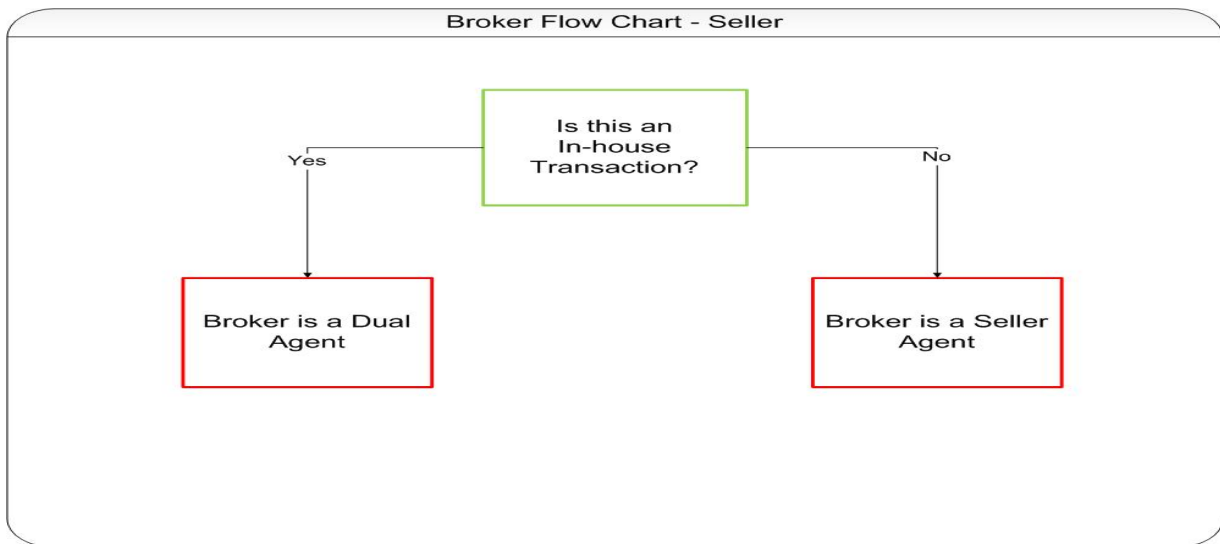 Broker Flow Chart - Seller
Is this an
In-house
Transaction?
Yes
No
Broker is a Dual
Agent
Broker is a Seller
Agent